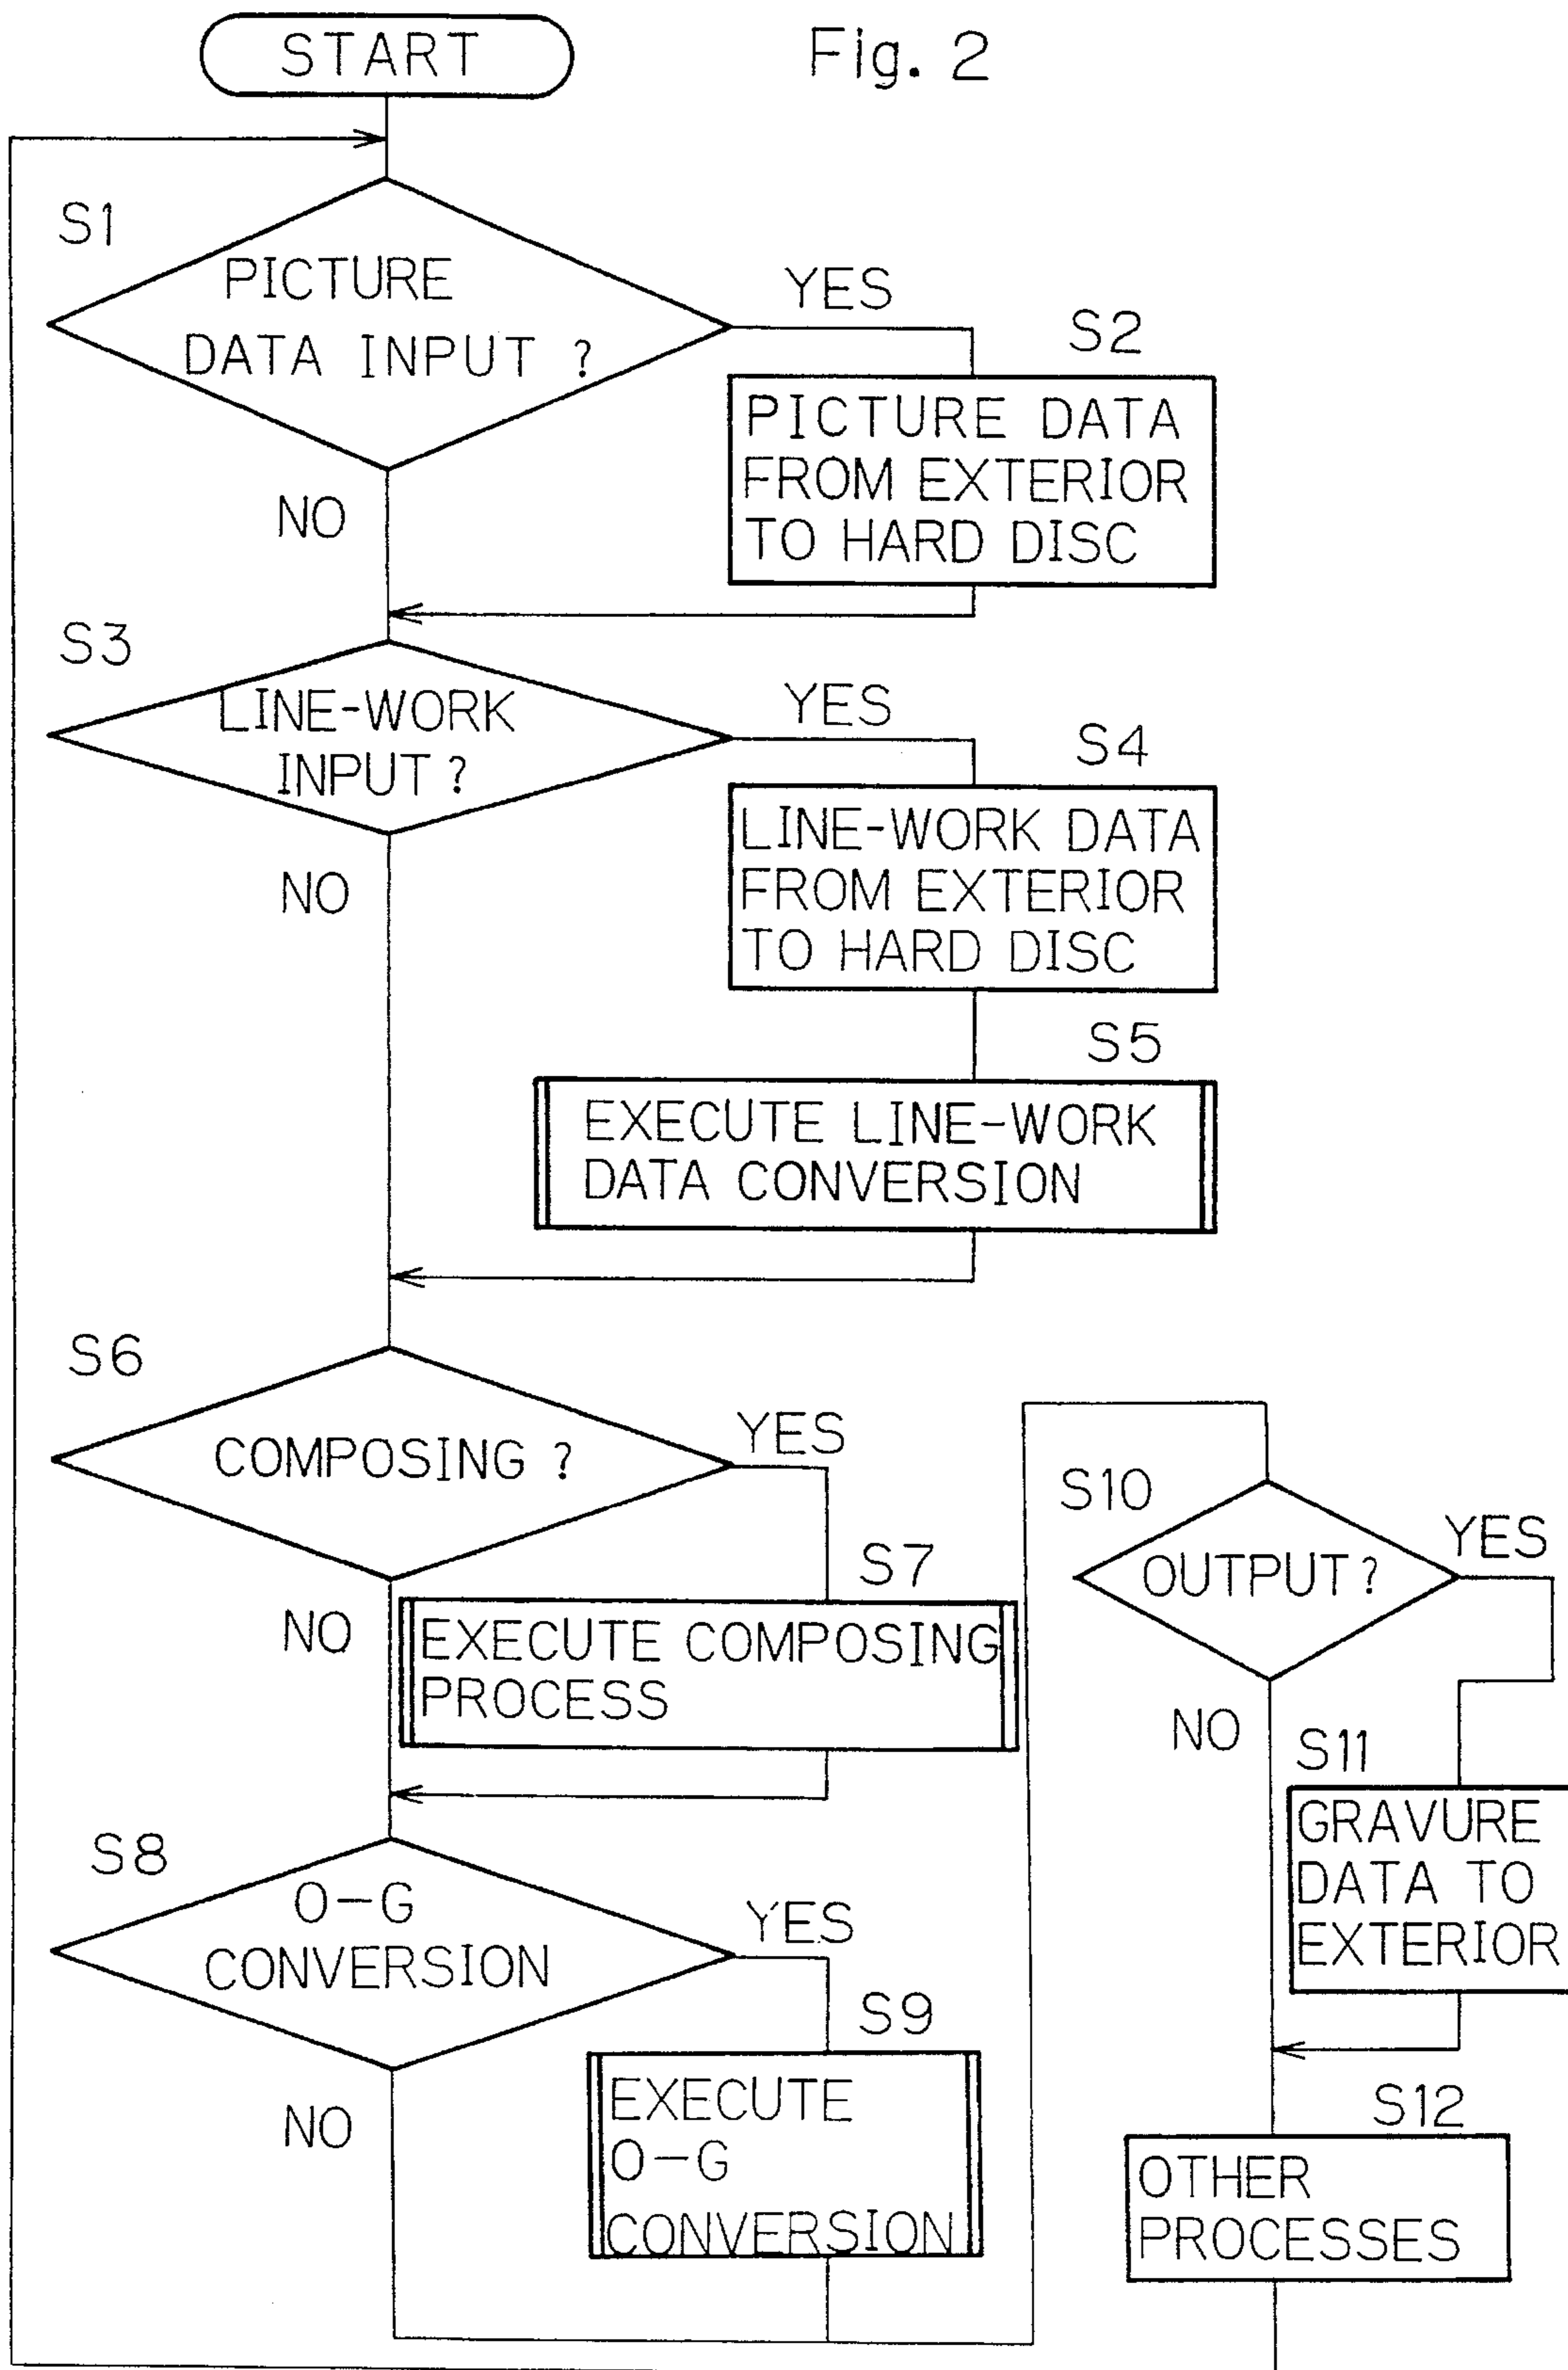 Fig. 2
START
S1
PICTURE
DATA INPUT ?
YES
NO
S2
PICTURE DATA
FROM EXTERIOR
TO HARD DISC
S3
LINE-WORK
INPUT ?
YES
NO
S4
LINE-WORK DATA
FROM EXTERIOR
TO HARD DISC
S5
EXECUTE LINE-WORK
DATA CONVERSION
S6
COMPOSING ?
YES
NO
S7
EXECUTE COMPOSING
PROCESS
S8
O-G
CONVERSION
YES
NO
S9
EXECUTE
O-G
CONVERSION
S10
OUTPUT ?
YES
NO
S11
GRAVURE
DATA TO
EXTERIOR
S12
OTHER
PROCESSES